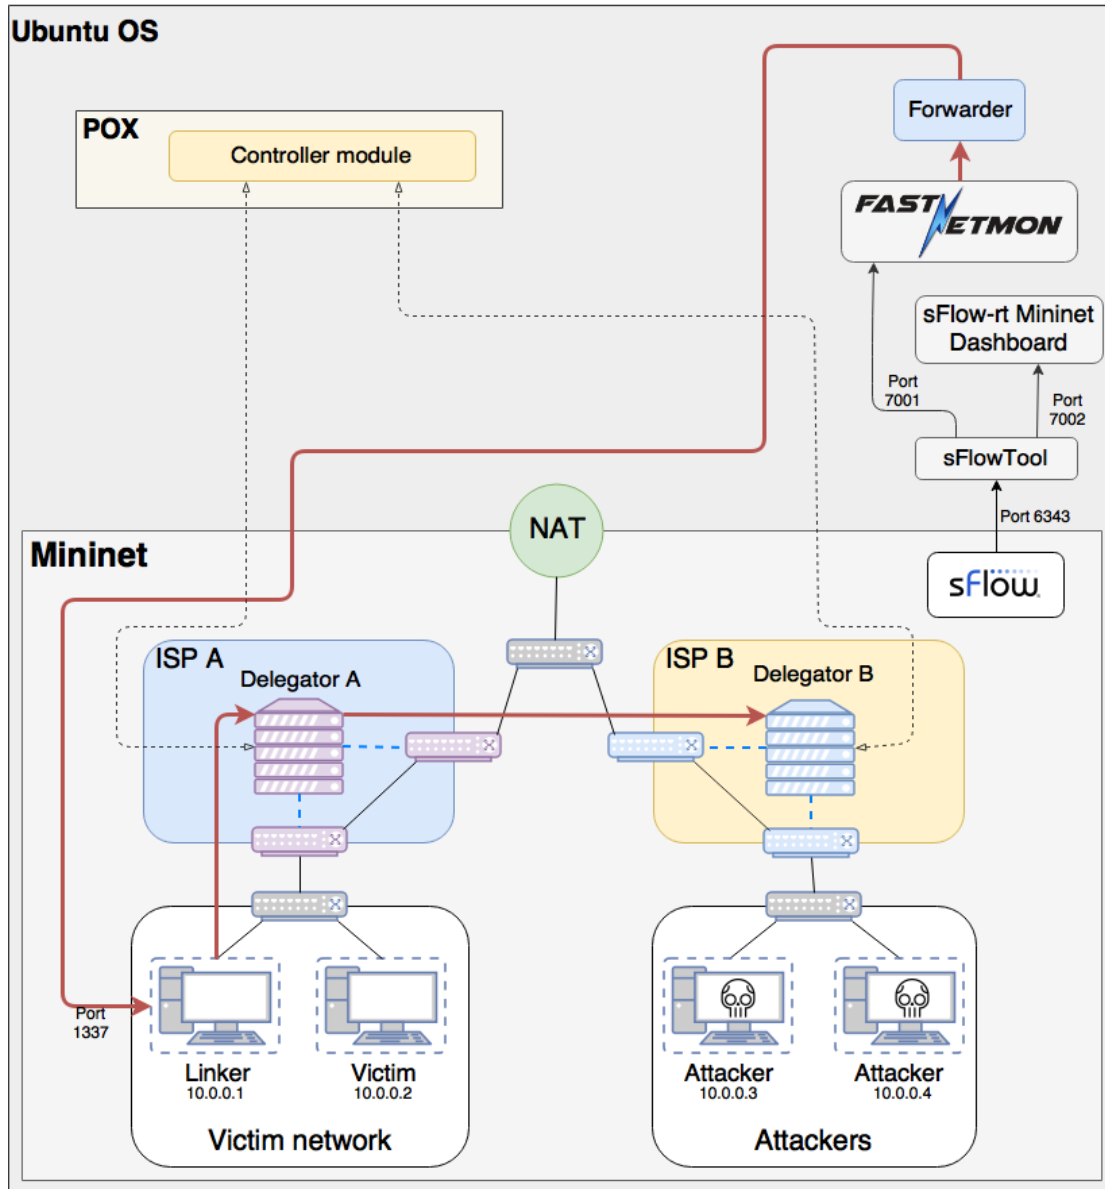 Ubuntu OS
POX
Controller module
Forwarder
FASTNETMON
sFlow-rt Mininet
Dashboard
Port
7001
Port
7002
sFlowTool
Port 6343
sFlow
NAT
Mininet
ISP A
Delegator A
ISP B
Delegator B
Port
1337
Linker
10.0.0.1
Victim
10.0.0.2
Victim network
Attacker
10.0.0.3
Attacker
10.0.0.4
Attackers